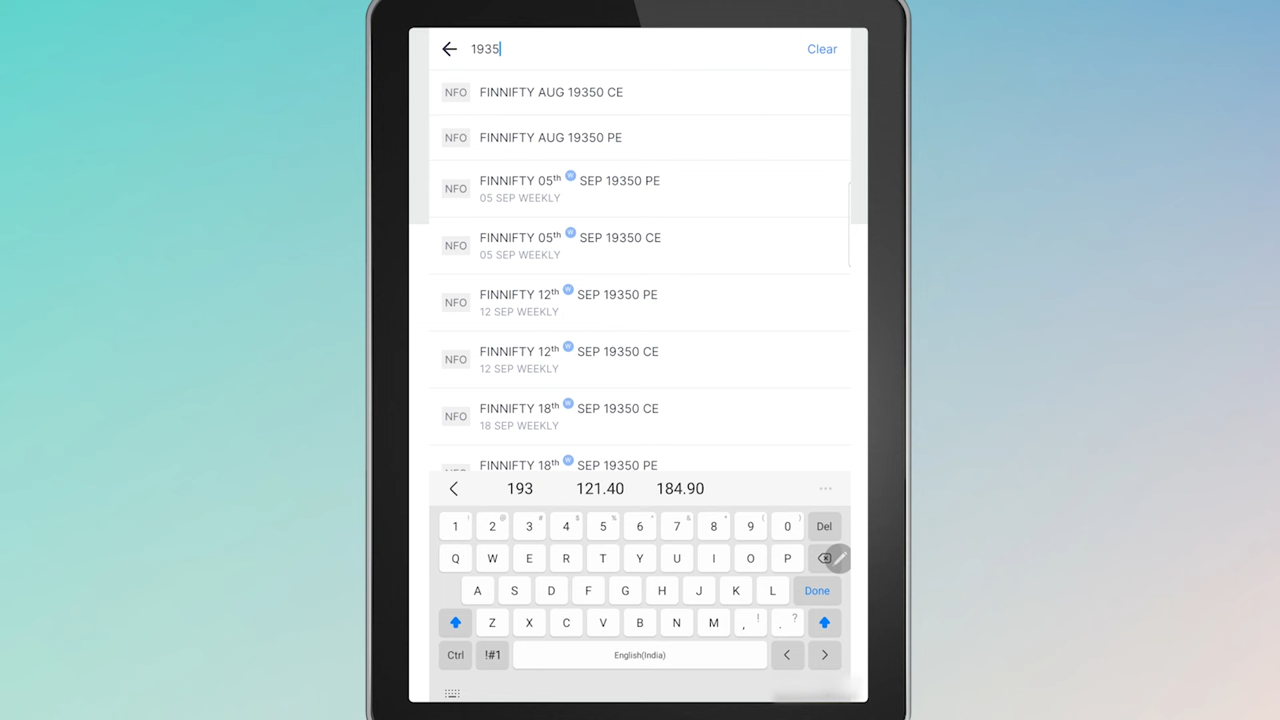 1935 Clear
NFO FINNIFTY AUG 19350 CE
NFO FINNIFTY AUG 19350 PE
NFO FINNIFTY 05th W SEP 19350 PE
05 SEP WEEKLY
NFO FINNIFTY 05th W SEP 19350 CE
05 SEP WEEKLY
NFO FINNIFTY 12th W SEP 19350 PE
12 SEP WEEKLY
NFO FINNIFTY 12th W SEP 19350 CE
12 SEP WEEKLY
NFO FINNIFTY 18th W SEP 19350 CE
18 SEP WEEKLY
NFO FINNIFTY 18th W SEP 19350 PE
193 121.40 184.90 ...
1 ! 2 @ 3 # 4 $ 5 % 6 ^ 7 & 8 * 9 ( 0 ) Del
Q W E R T Y U I O P
A S D F G H J K L Done
Z X C V B N M , ! . ?
Ctrl !#1 English(India) < >